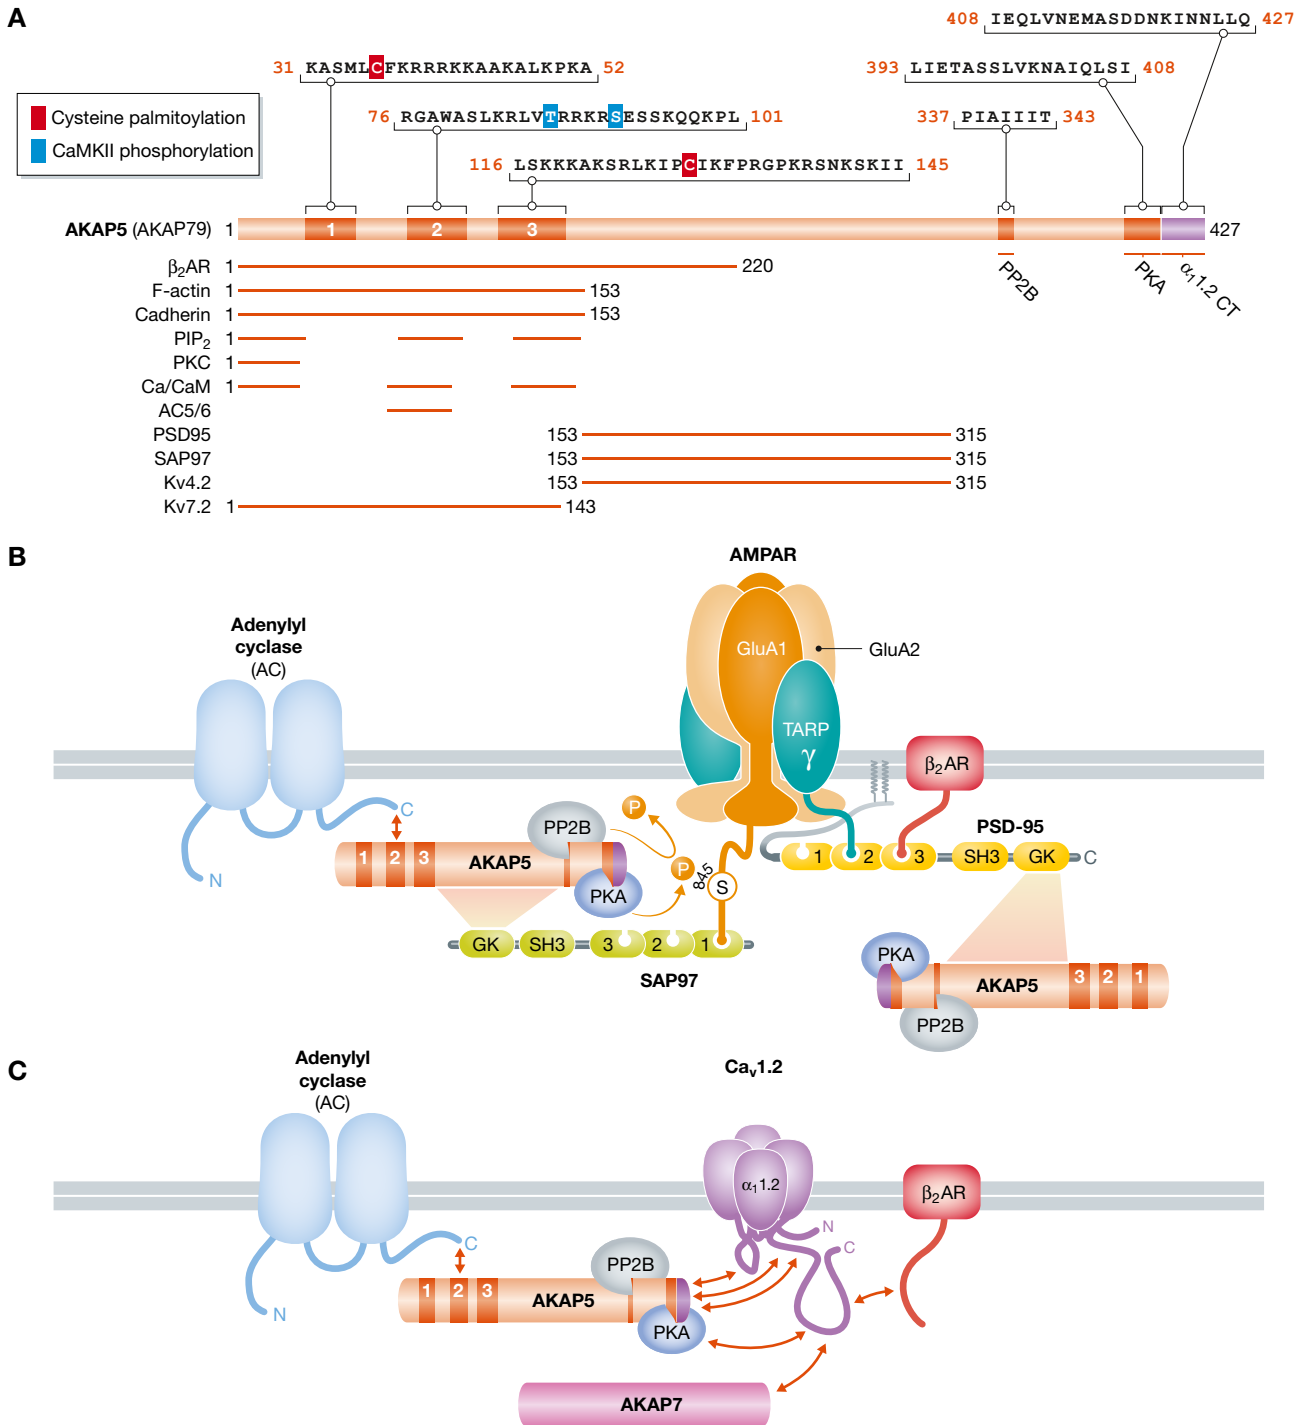 A
408 IEQLVNEMASDDNKINNLLQ 427
31 KASMLCFKRRRKKAAKALKPKA 52
393 LIETASSLVKNAIQLSI 408
Cysteine palmitoylation
CaMKII phosphorylation
76 RGAWASLKRLVTRRKRSESSKQQKPL 101
337 PIAIIIT 343
116 LSKKKAKSRLKIPCIKFPRGPKRSNKSKII 145
AKAP5 (AKAP79) 1 1 2 3 427
β2AR 1 220
F-actin 1 153
Cadherin 1 153
PIP2 1
PKC 1
Ca/CaM 1
AC5/6
PSD95 153 315
SAP97 153 315
Kv4.2 153 315
Kv7.2 1 143
PP2B
PKA
α11.2 CT
B
AMPAR
Adenylyl
cyclase
(AC)
GluA1
GluA2
TARP
γ
β2AR
C
N
P
PP2B
PSD-95
1 2 3 AKAP5
P
845
S
PKA
1 2 3 SH3 GK C
GK SH3 3 2 1
SAP97
PKA
AKAP5 3 2 1
PP2B
C
Adenylyl
cyclase
(AC)
Cav1.2
α11.2
β2AR
N
C
C
N
PP2B
1 2 3 AKAP5
PKA
AKAP7